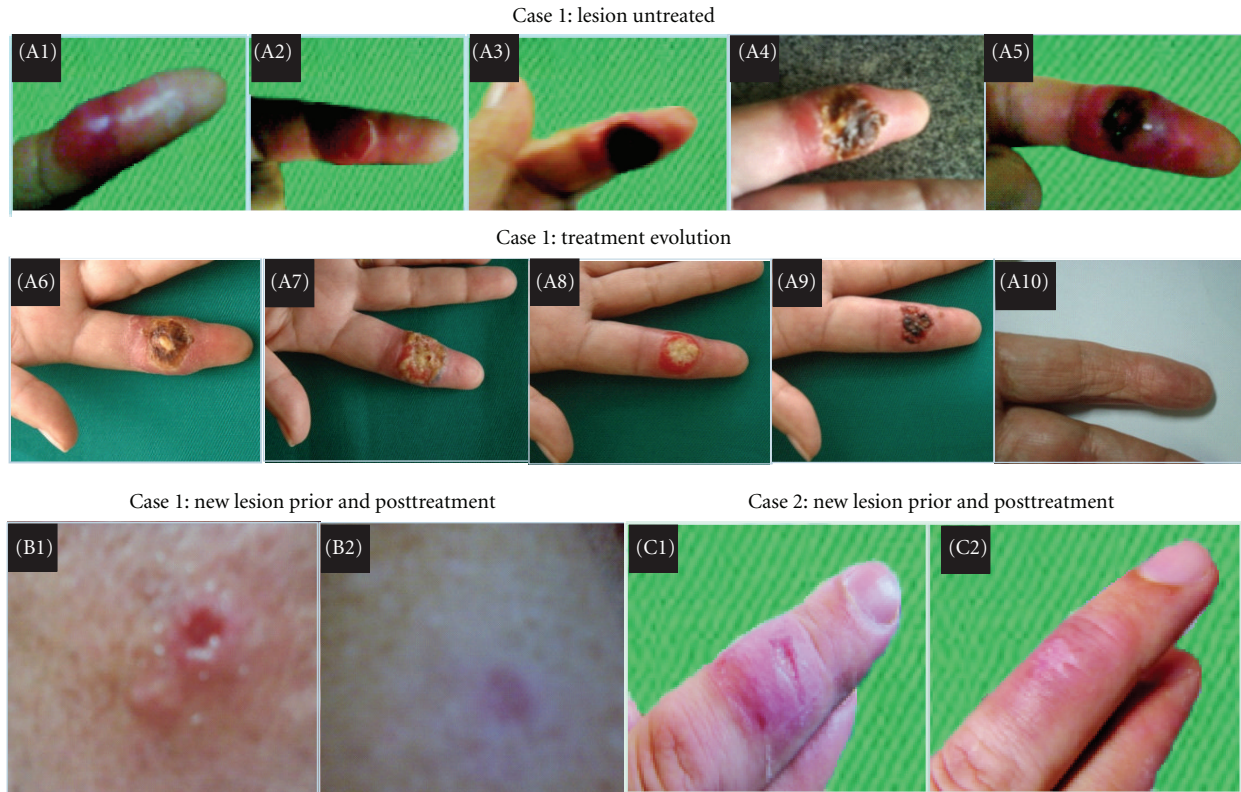 Case 1: lesion untreated
(A1)
(A2)
(A3)
(A4)
(A5)
Case 1: treatment evolution
(A6)
(A7)
(A8)
(A9)
(A10)
Case 1: new lesion prior and posttreatment
Case 2: new lesion prior and posttreatment
(B1)
(B2)
(C1)
(C2)